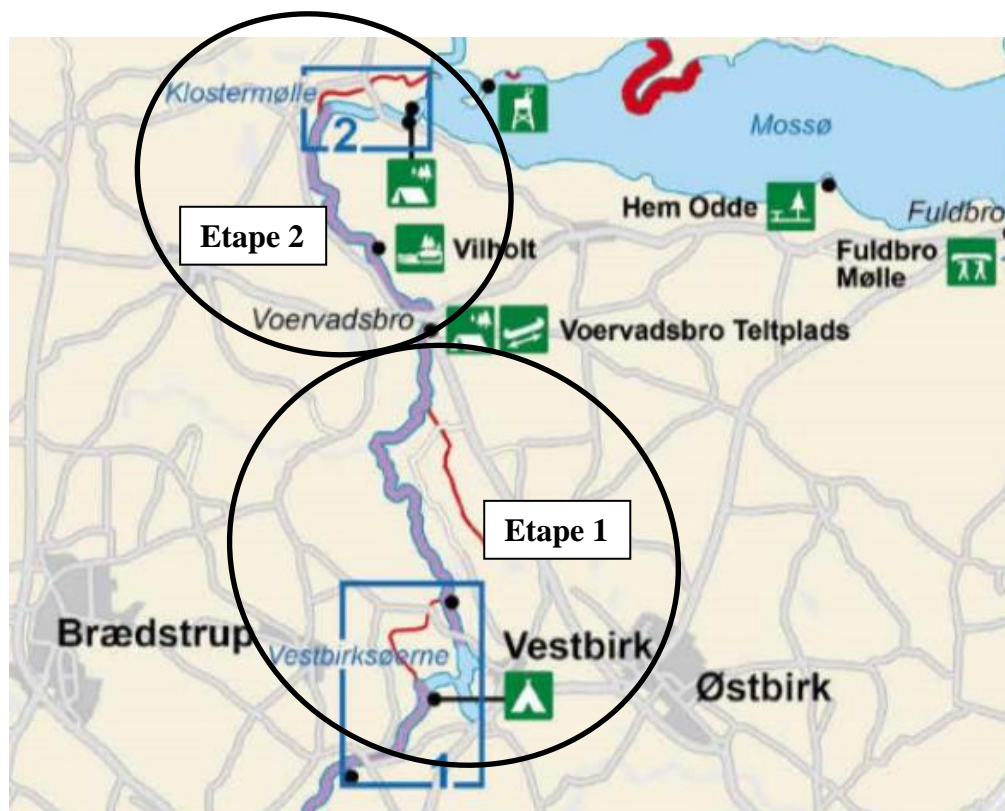 Klostermølle
2
Mossø
Hem Odde
Fuldbro
Fuldbro
Mølle
Etape 2
Vilholt
Voervadsbro
Voervadsbro Teltplads
Etape 1
Brædstrup
Vestbirksøerne
Vestbirk
Østbirk
1